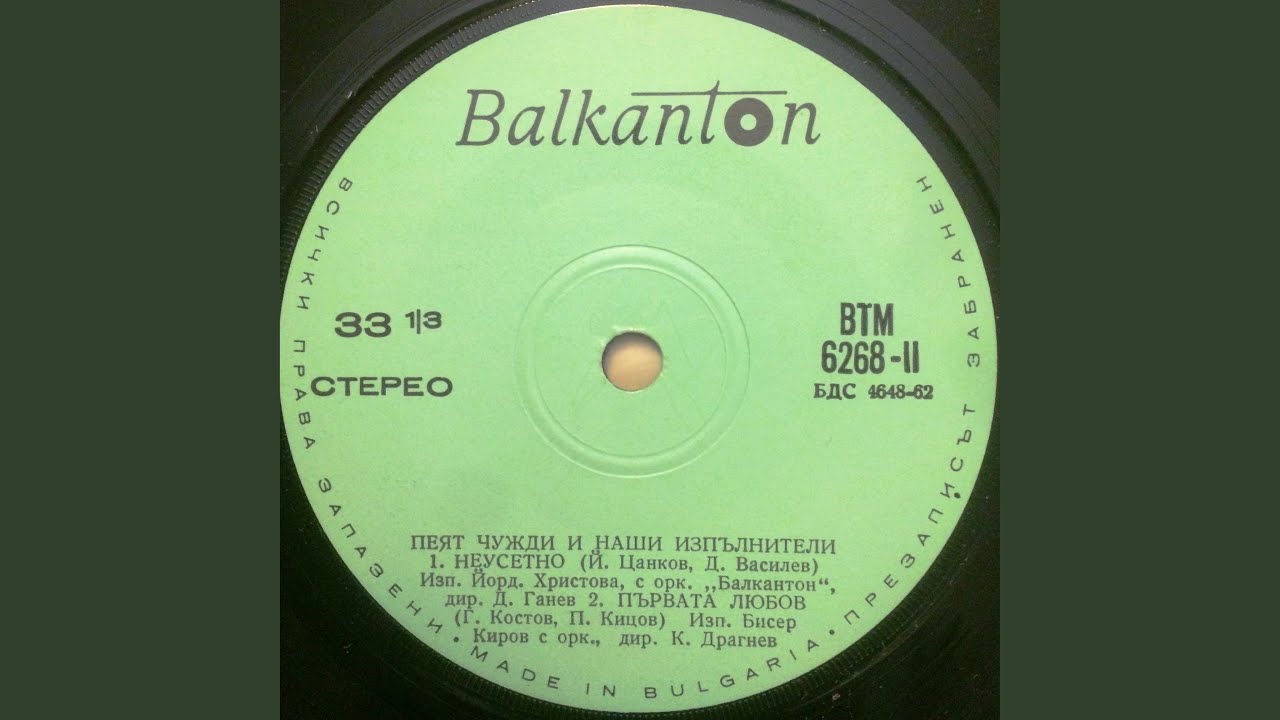 Balkanton
33 1/3
СТЕРЕО
ВТМ
6268-II
БДС 4648-62
ПЕЯТ ЧУЖДИ И НАШИ ИЗПЪЛНИТЕЛИ
1. НЕУСЕТНО (Й. Цанков, Д. Василев)
Изп. Йорд. Христова, с орк. „Балкантон“,
дир. Д. Ганев 2. ПЪРВАТА ЛЮБОВ
(Г. Костов, П. Кицов) Изп. Бисер
Киров с орк., дир. К. Драгнев
ВСИЧКИ ПРАВА ЗАПАЗЕНИ • MADE IN BULGARIA • ПРЕЗАПИСЪТ ЗАБРАНЕН